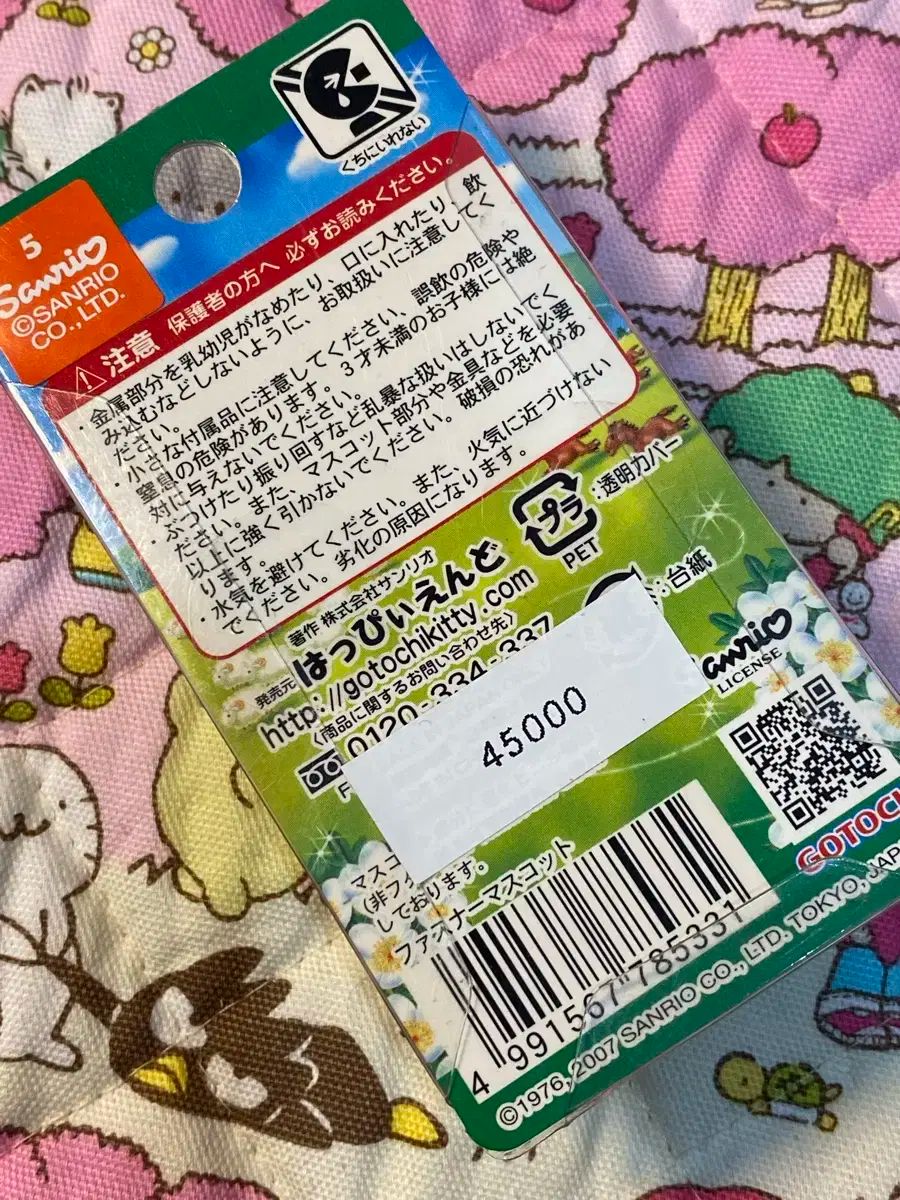 くちにいれない
5
Sanrio
©SANRIO
CO.,LTD.
注意 保護者の方へ 必ずお読みください。
・金属部分を乳幼児がなめたり、口に入れたり、飲
み込むなどしないように、お取扱いに注意してく
ださい。
・小さな付属品に注意してください、誤飲の危険や
窒息の危険があります。3才未満のお子様には絶
対に与えないでください。
・ぶつけたり振り回すなど乱暴な扱いはしないでく
ださい。また、マスコット部分や金具などを必要
以上に強く引かないでください。破損の恐れがあ
ります。
・水気を避けてください。また、火気に近づけない
でください。劣化の原因になります。
プラ
PET
:透明カバー
:台紙
著作 株式会社サンリオ
発売元 はっぴぃえんど
http://gotochikitty.com
〈商品に関するお問い合わせ先〉
0120-334-337
45000
Sanrio
LICENSE
GOTOCH
マスコ
(非フ
しております。
ファスナーマスコット
4 991567 785331
©1976, 2007 SANRIO CO., LTD. TOKYO, JAP